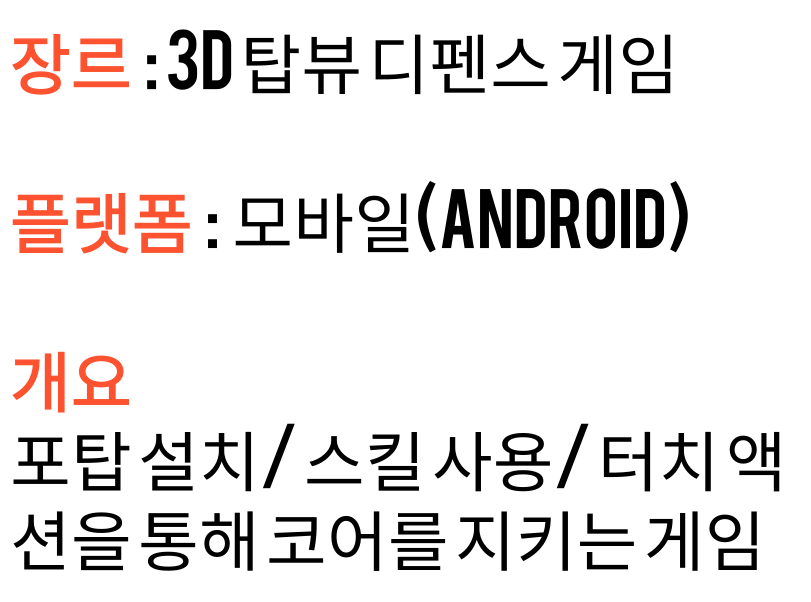 장르 : 3D 탑뷰 디펜스 게임
플랫폼 : 모바일(ANDROID)
개요
포탑 설치/ 스킬 사용/ 터치 액
션을 통해 코어를 지키는 게임